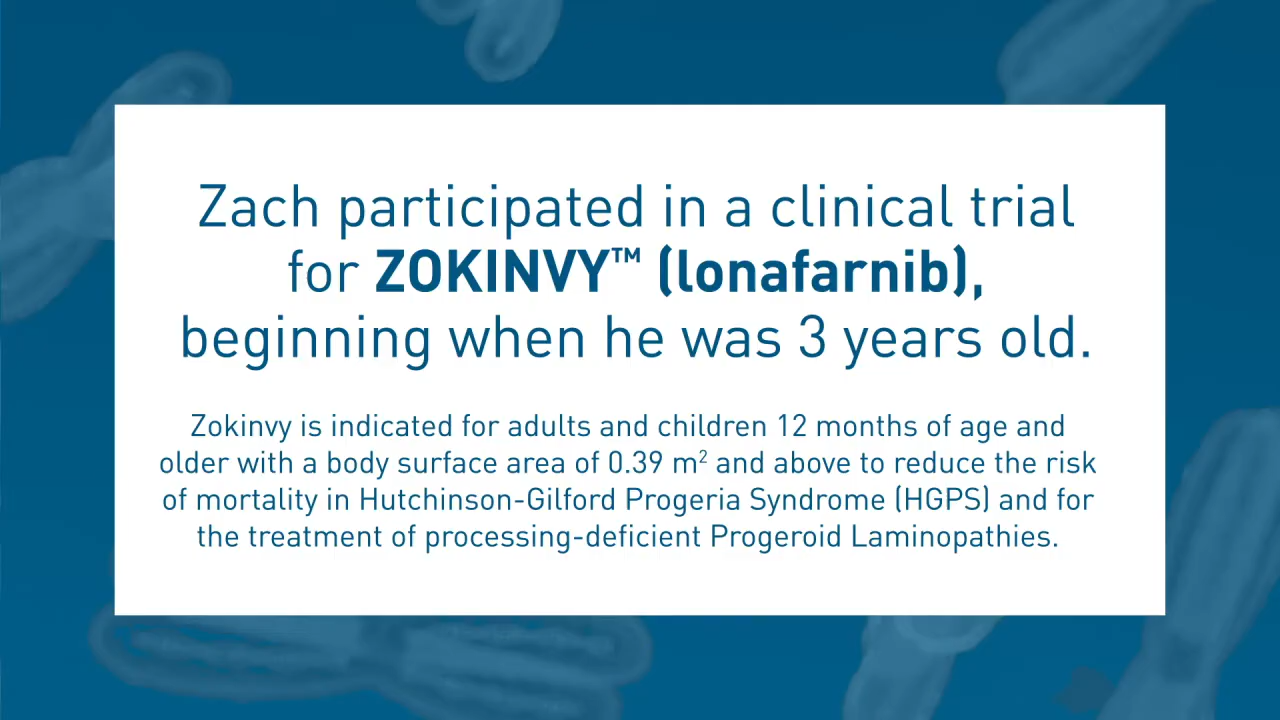 Zach participated in a clinical trial
for ZOKINVY™ (lonafarnib),
beginning when he was 3 years old.
Zokinvy is indicated for adults and children 12 months of age and
older with a body surface area of 0.39 m² and above to reduce the risk
of mortality in Hutchinson-Gilford Progeria Syndrome (HGPS) and for
the treatment of processing-deficient Progeroid Laminopathies.